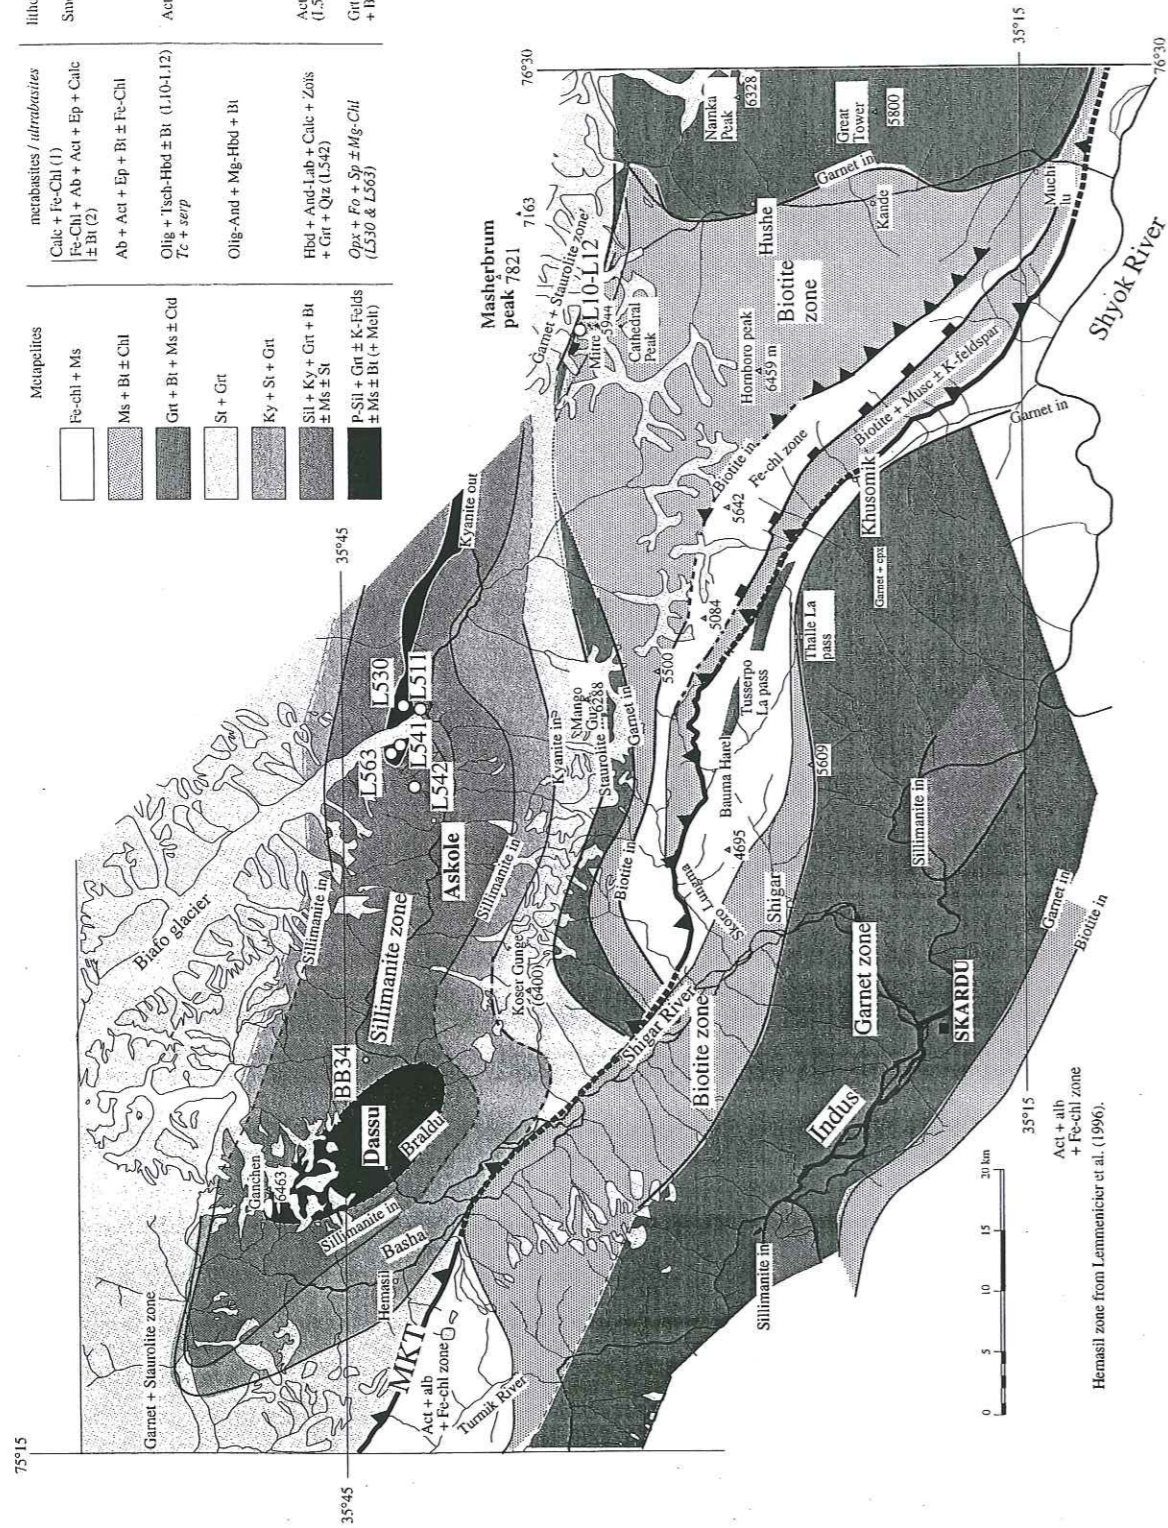 Metapelites
Fe-chl + Ms
Ms + Bt ± Chl
Grt + Bt + Ms ± Ctd
St + Grt
Ky + St + Grt
Sil + Ky + Grt + Bt
± Ms ± St
P-Sil + Grt ± K-Felds
± Ms ± Bt (+ Melt)
metabasites / ultrabasites
Calc + Fe-Chl (1)
Fe-Chl + Ab + Act + Ep + Calc
± Bt (2)
Ab + Act + Ep + Bt ± Fe-Chl
Olig + Tsch-Hbd ± Bt (L10-L12)
Tc + serp
Olig-And + Mg-Hbd + Bt
Hbd + And-Lab + Calc + Zois
+ Grt + Qtz (L542)
Opx + Fo + Sp ± Mg-Chl
(L530 & L563)
Act
Grt
75°15
76°30
76°30
35°45
35°45
35°15
35°15
Garnet + Staurolite zone
Biafo glacier
Ganchen
6463
Sillimanite in
Sillimanite zone
BB34
Dassu
Braldu
Sillimanite in
Basha
Hemasil
MKT
Act + alb
+ Fe-chl zone
Turmik River
Askole
L563
L530
L541
L511
L542
Kyanite out
Sillimanite in
Koser Gunge
(6400)
Kyanite in
Mango
Gu
6288
Staurolite
Garnet in
Biotite in
Shigar River
Skoro Lungma
Bauma Harel
4695
5500
5084
5642
Tusserpo
La pass
Thalle La
pass
5609
Shigar
Biotite zone
Masherbrum
peak 7821
7163
Garnet + Staurolite zone
L10-L12
Mitre
5944
Cathedral
Peak
Hornboro peak
6459 m
Biotite
zone
Hushe
Kande
Garnet in
Namka
Peak
6328
Great
Tower
5800
Muchi
lu
Biotite in
Fe-chl zone
Biotite + Musc ± K-feldspar
Khusomik
Garnet in
Garnet + cpx
Shyok River
Sillimanite in
Garnet zone
SKARDU
Indus
Sillimanite in
Garnet in
Biotite in
Act + alb
+ Fe-chl zone
0 5 10 15 20 km
Hemasil zone from Lemmenicier et al. (1996).